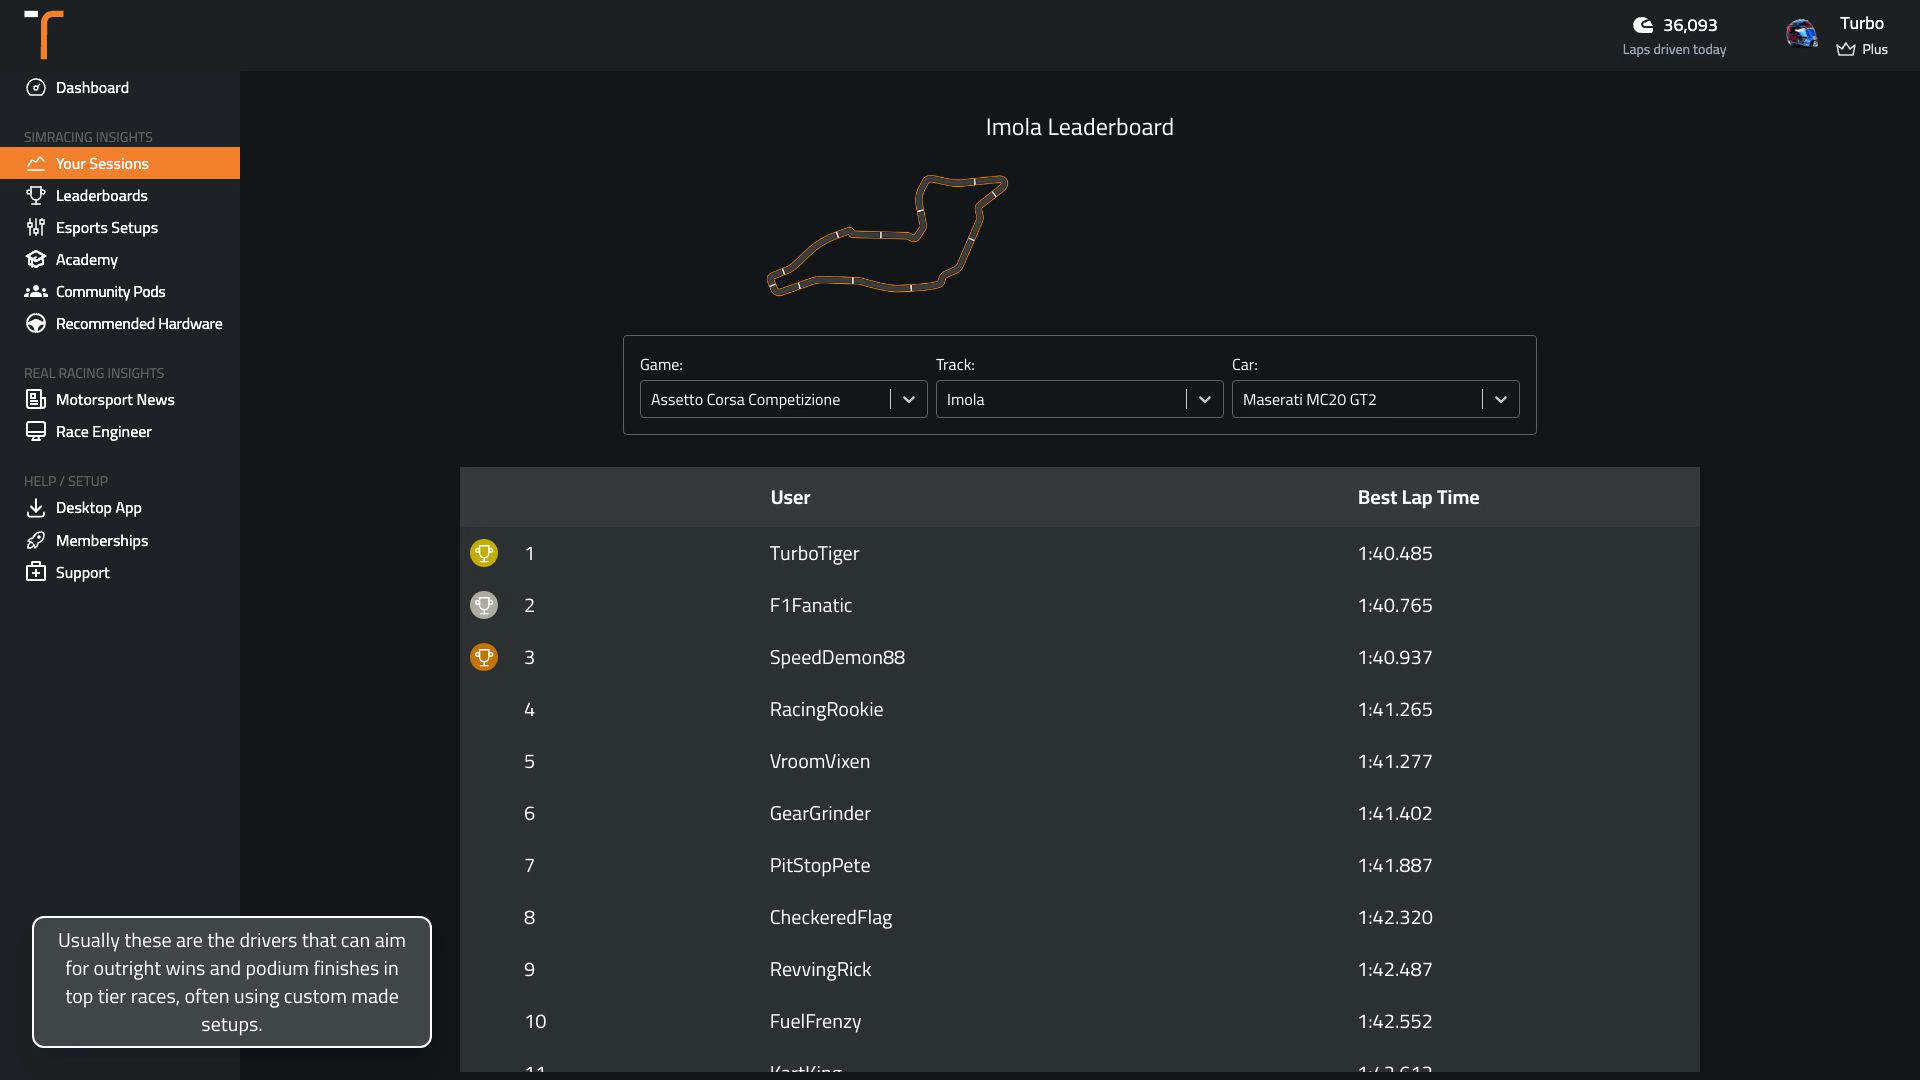 36,093
Laps driven today
Turbo
Plus
Dashboard
SIMRACING INSIGHTS
Your Sessions
Leaderboards
Esports Setups
Academy
Community Pods
Recommended Hardware
REAL RACING INSIGHTS
Motorsport News
Race Engineer
HELP / SETUP
Desktop App
Memberships
Support
Imola Leaderboard
Game: Track: Car:
Assetto Corsa Competizione Imola Maserati MC20 GT2
User Best Lap Time
1 TurboTiger 1:40.485
2 F1Fanatic 1:40.765
3 SpeedDemon88 1:40.937
4 RacingRookie 1:41.265
5 VroomVixen 1:41.277
6 GearGrinder 1:41.402
7 PitStopPete 1:41.887
8 CheckeredFlag 1:42.320
9 RevvingRick 1:42.487
10 FuelFrenzy 1:42.552
11 KartKing
Usually these are the drivers that can aim
for outright wins and podium finishes in
top tier races, often using custom made
setups.